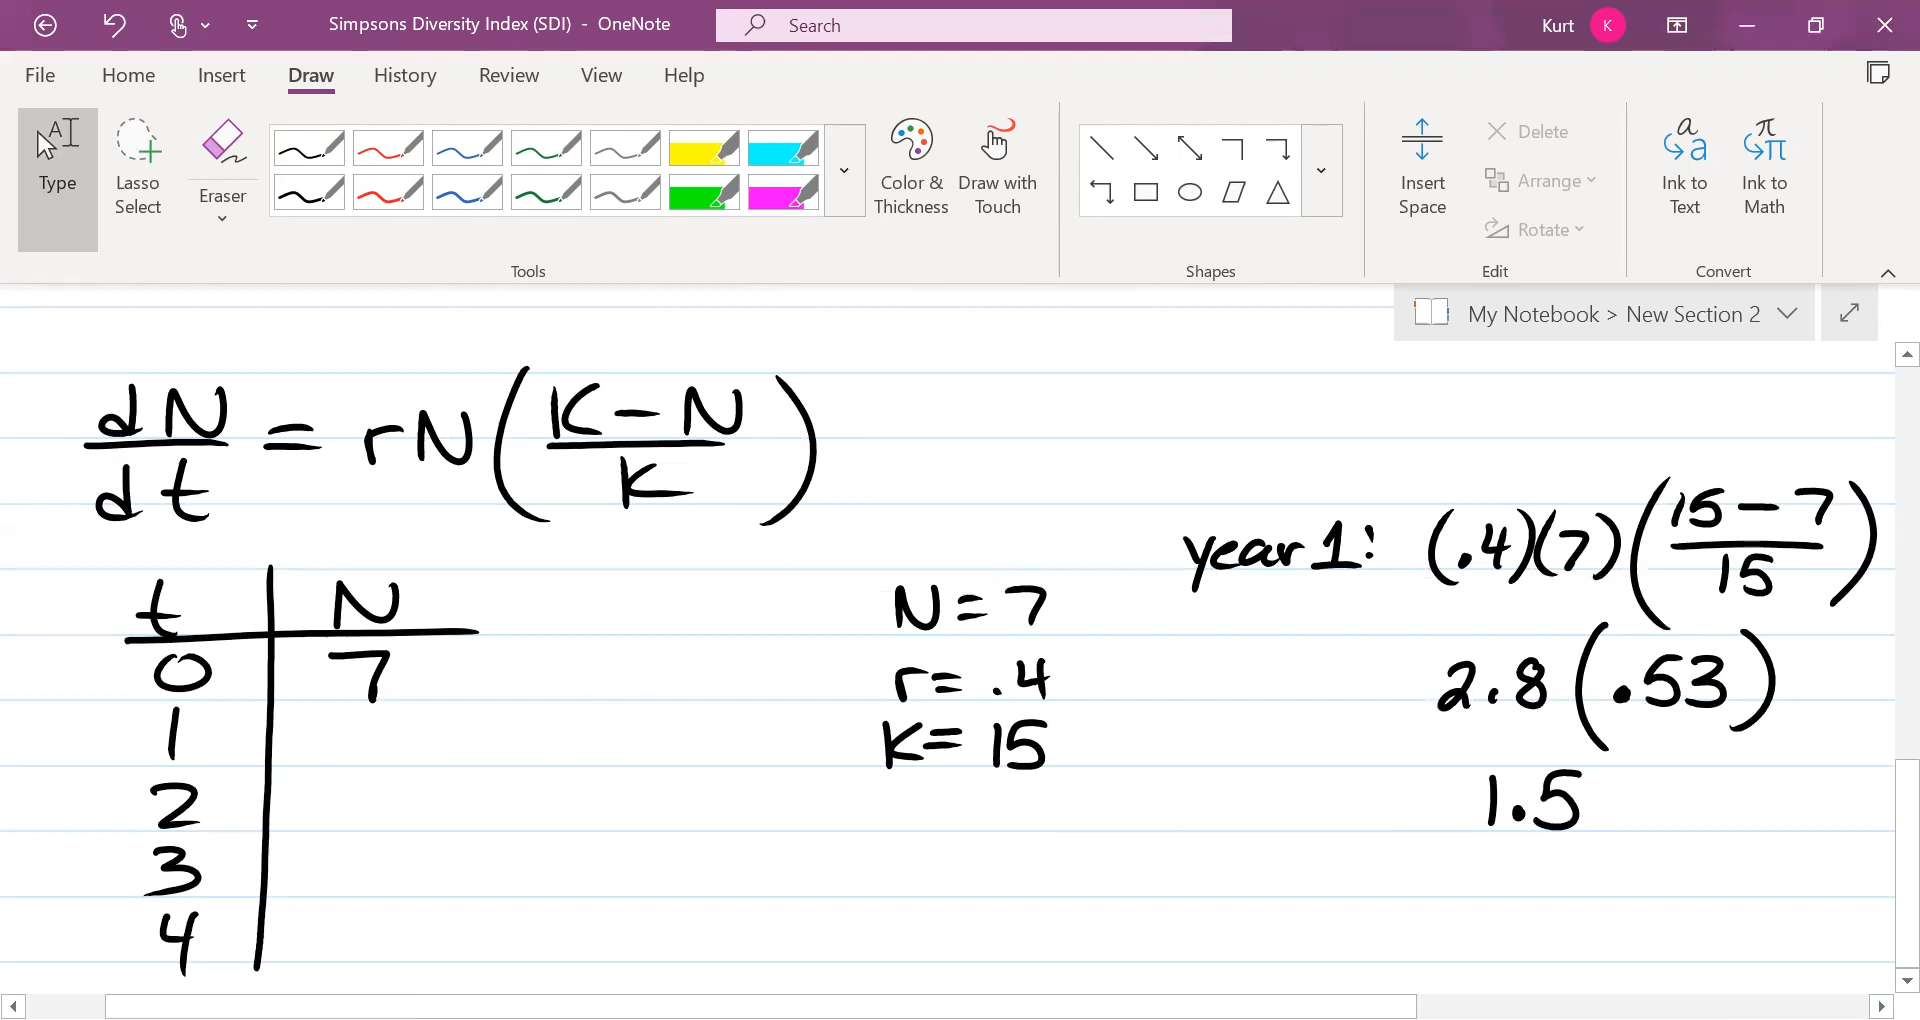 Simpsons Diversity Index (SDI) - OneNote
Search
Kurt K
File Home Insert Draw History Review View Help
Type
Lasso Select
Eraser
Color & Thickness
Draw with Touch
Insert Space
Delete
Arrange
Rotate
Ink to Text
Ink to Math
Tools Shapes Edit Convert
My Notebook > New Section 2
dN/dt = rN((K-N)/K)
year 1: (.4)(7)((15-7)/15)
2.8(.53)
1.5
N=7
r=.4
K=15
t N
0 7
1
2
3
4